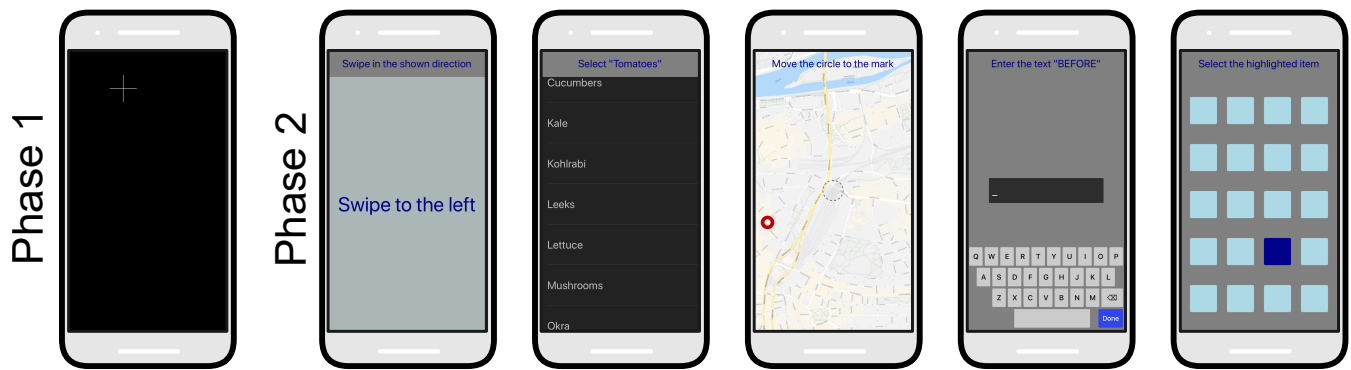 Phase 1
Phase 2
Swipe in the shown direction
Swipe to the left
Select "Tomatoes"
Cucumbers
Kale
Kohlrabi
Leeks
Lettuce
Mushrooms
Okra
Move the circle to the mark
Enter the text "BEFORE"
_
Q W E R T Y U I O P
A S D F G H J K L
Z X C V B N M ⌫
Done
Select the highlighted item